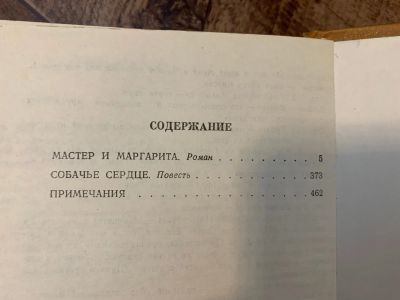 СОДЕРЖАНИЕ
МАСТЕР И МАРГАРИТА. Роман . . . . . . . . . 5
СОБАЧЬЕ СЕРДЦЕ. Повесть . . . . . . . . . . . 373
ПРИМЕЧАНИЯ . . . . . . . . . . . . . . . 462